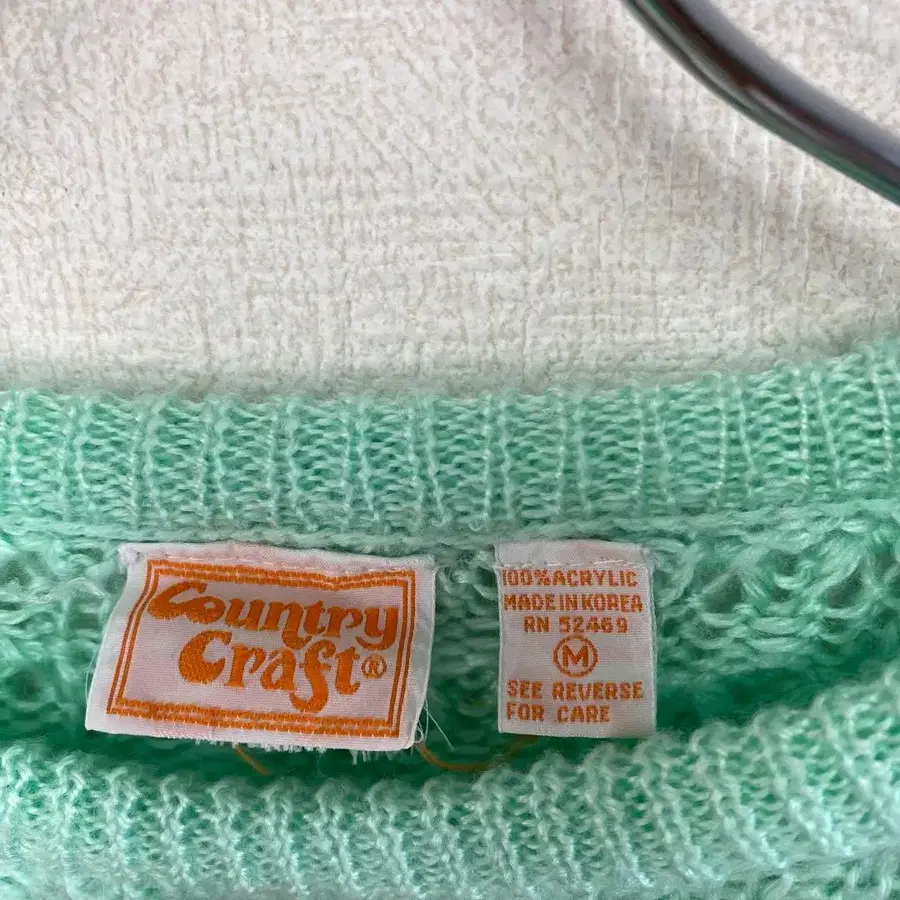 Country
Craft®
100% ACRYLIC
MADE IN KOREA
RN 52469
M
SEE REVERSE
FOR CARE